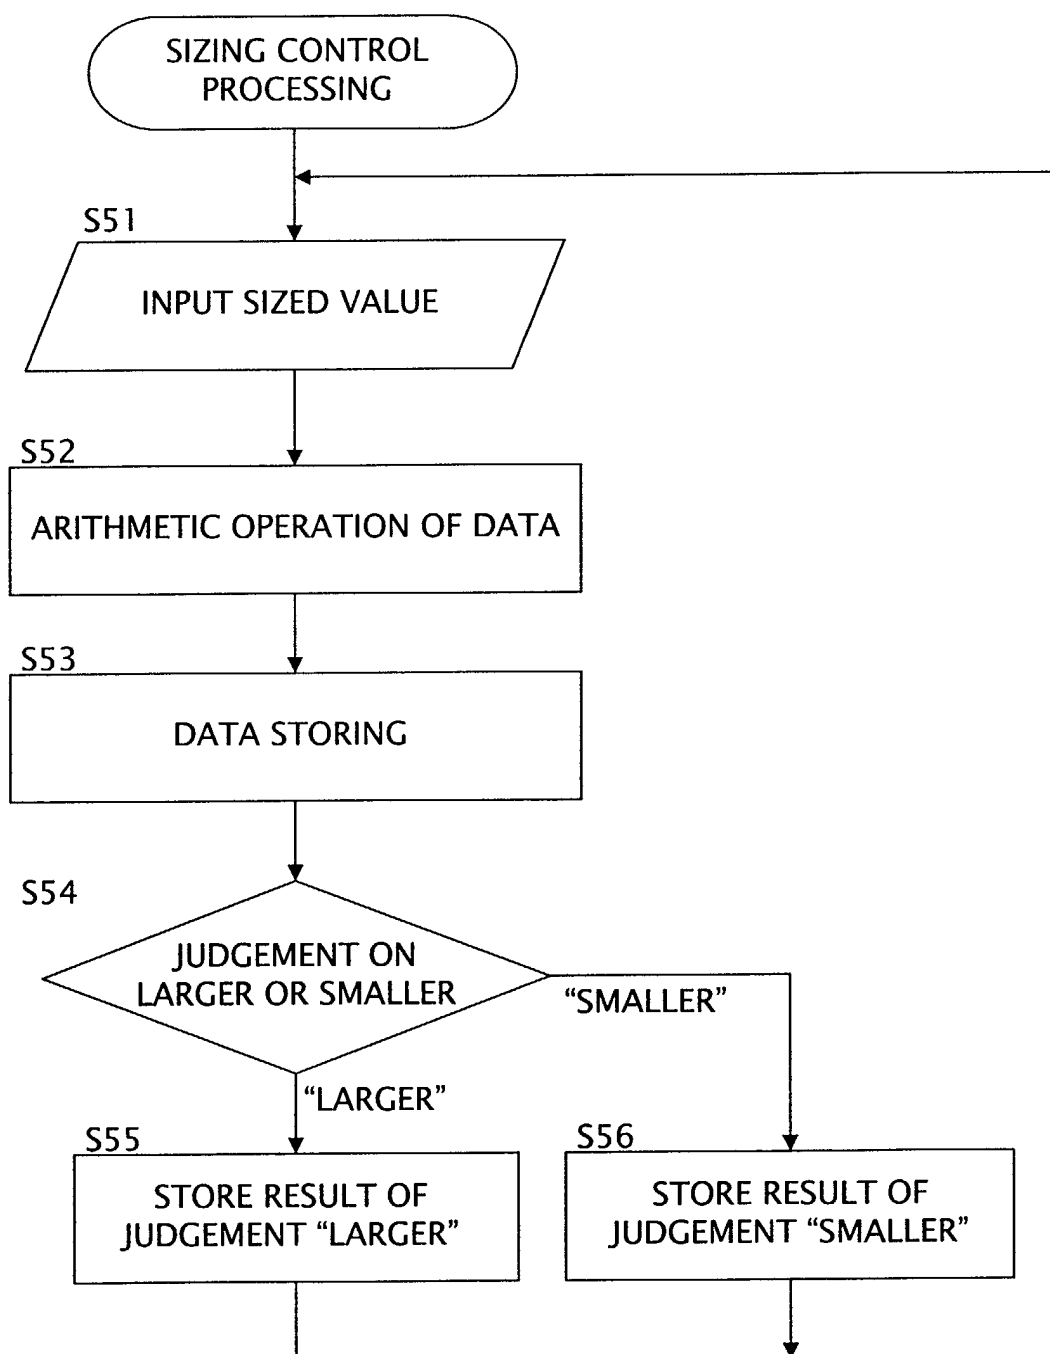 SIZING CONTROL
PROCESSING
S51
INPUT SIZED VALUE
S52
ARITHMETIC OPERATION OF DATA
S53
DATA STORING
S54
JUDGEMENT ON
LARGER OR SMALLER
“SMALLER”
“LARGER”
S55
STORE RESULT OF
JUDGEMENT “LARGER”
S56
STORE RESULT OF
JUDGEMENT “SMALLER”